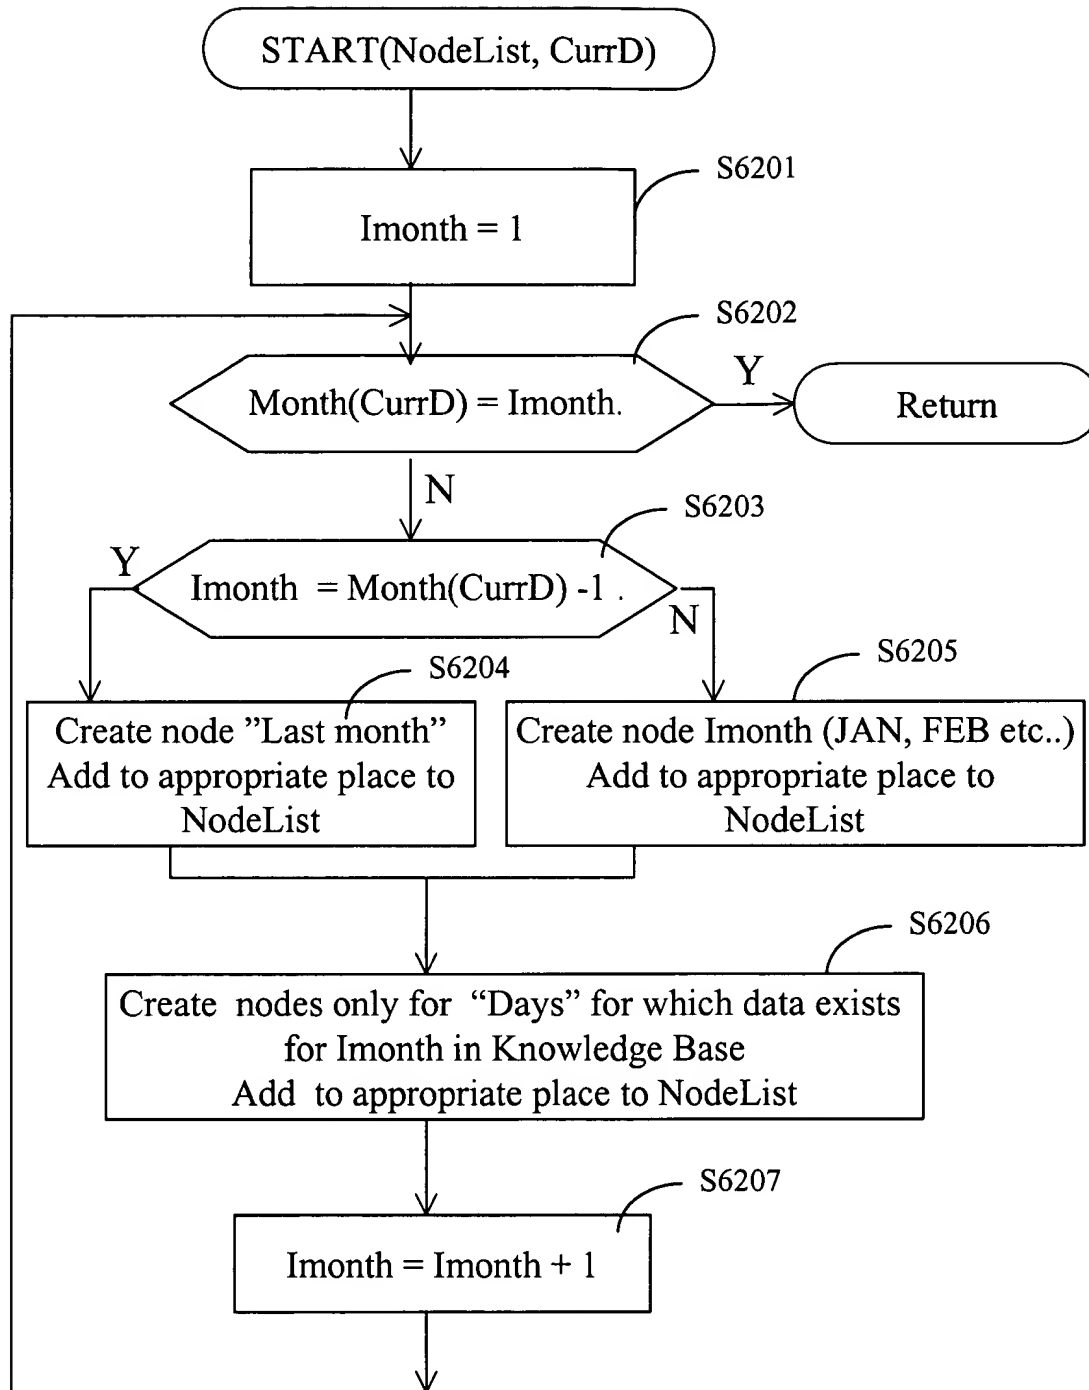 START(NodeList, CurrD)
S6201
Imonth = 1
S6202
Month(CurrD) = Imonth.
Y
Return
N
S6203
Y
Imonth = Month(CurrD) -1 .
N
S6204
S6205
Create node "Last month"
Add to appropriate place to
NodeList
Create node Imonth (JAN, FEB etc..)
Add to appropriate place to
NodeList
S6206
Create nodes only for “Days” for which data exists
for Imonth in Knowledge Base
Add to appropriate place to NodeList
S6207
Imonth = Imonth + 1